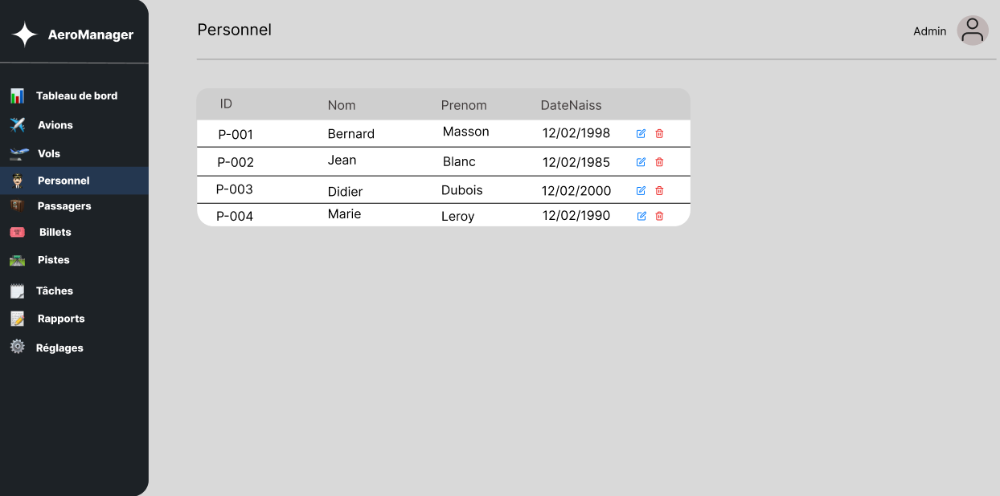 AeroManager
Tableau de bord
Avions
Vols
Personnel
Passagers
Billets
Pistes
Tâches
Rapports
Réglages
Personnel
Admin
ID Nom Prenom DateNaiss
P-001 Bernard Masson 12/02/1998
P-002 Jean Blanc 12/02/1985
P-003 Didier Dubois 12/02/2000
P-004 Marie Leroy 12/02/1990